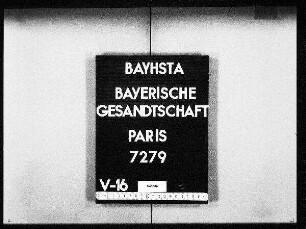 BAYHSTA
BAYERISCHE
GESANDTSCHAFT
PARIS
7279
V-16